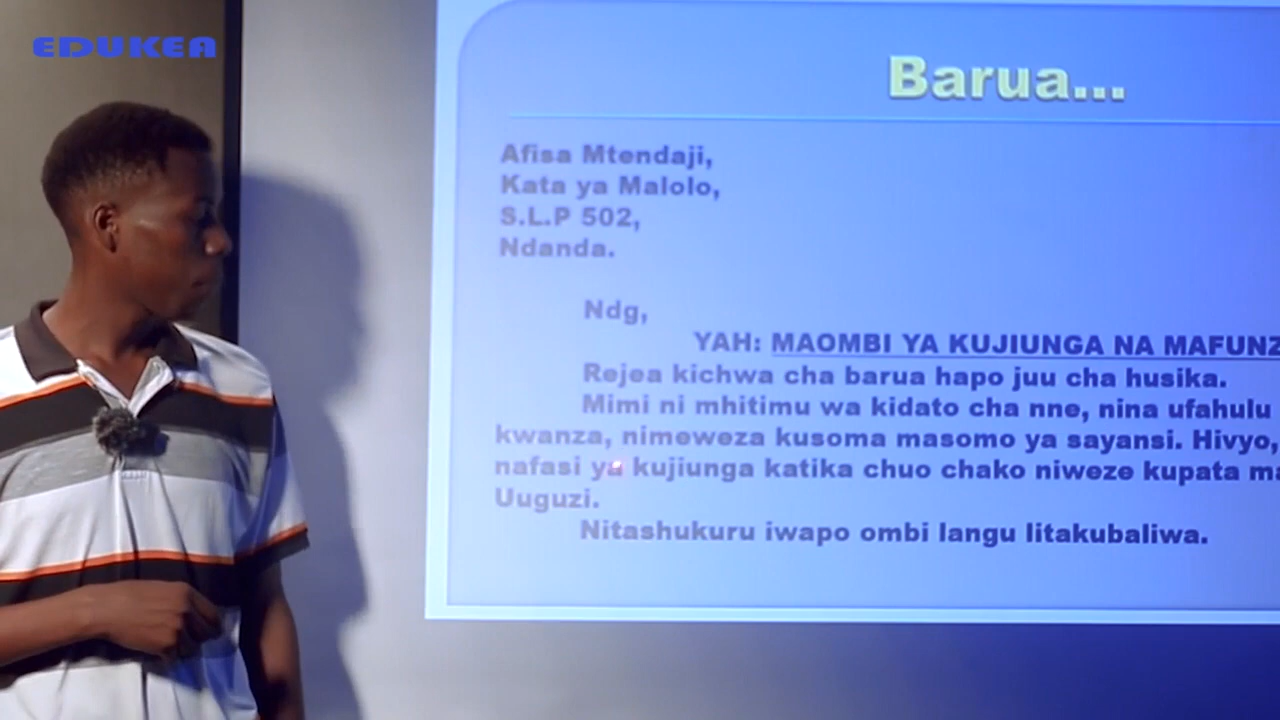 EDUKEA
Barua...
Afisa Mtendaji,
Kata ya Malolo,
S.L.P 502,
Ndanda.
Ndg,
YAH: MAOMBI YA KUJIUNGA NA MAFUNZ
Rejea kichwa cha barua hapo juu cha husika.
Mimi ni mhitimu wa kidato cha nne, nina ufahulu
kwanza, nimeweza kusoma masomo ya sayansi. Hivyo,
nafasi ya kujiunga katika chuo chako niweze kupata ma
Uuguzi.
Nitashukuru iwapo ombi langu litakubaliwa.